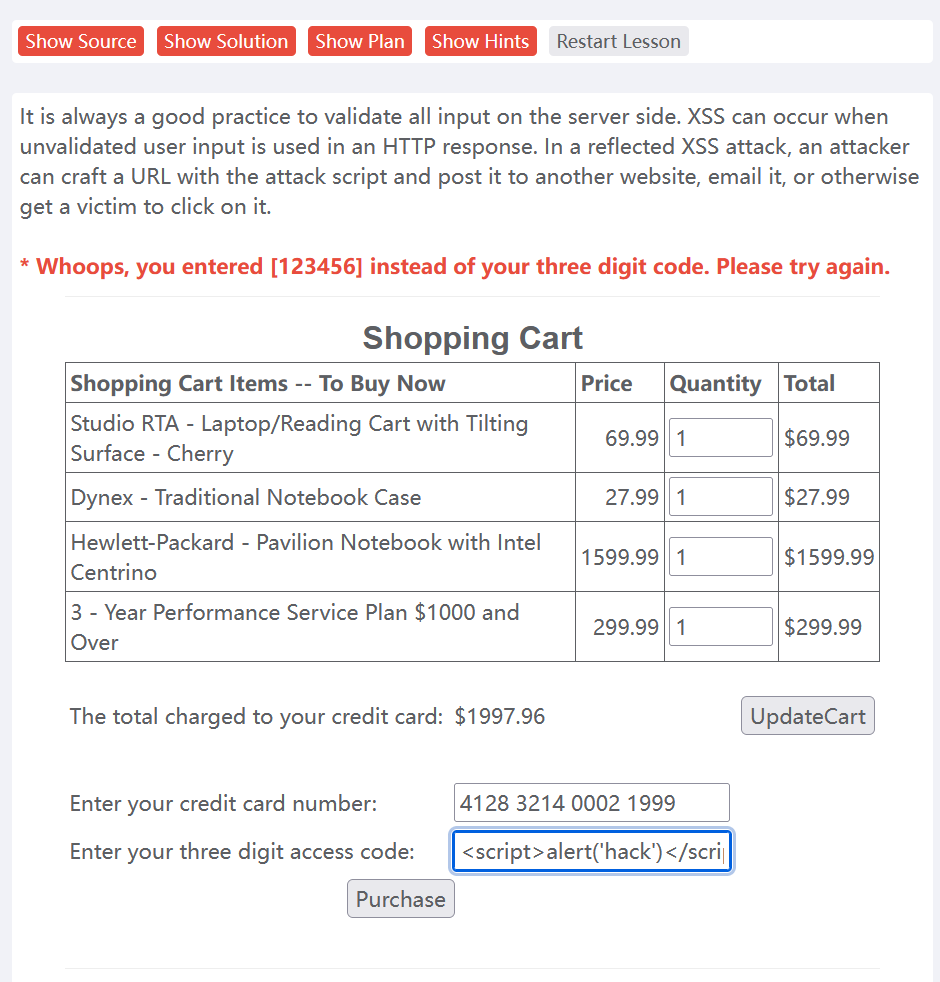 Show Source Show Solution Show Plan Show Hints Restart Lesson
It is always a good practice to validate all input on the server side. XSS can occur when
unvalidated user input is used in an HTTP response. In a reflected XSS attack, an attacker
can craft a URL with the attack script and post it to another website, email it, or otherwise
get a victim to click on it.
* Whoops, you entered [123456] instead of your three digit code. Please try again.
Shopping Cart
Shopping Cart Items -- To Buy Now Price Quantity Total
Studio RTA - Laptop/Reading Cart with Tilting
Surface - Cherry 69.99 1 $69.99
Dynex - Traditional Notebook Case 27.99 1 $27.99
Hewlett-Packard - Pavilion Notebook with Intel
Centrino 1599.99 1 $1599.99
3 - Year Performance Service Plan $1000 and
Over 299.99 1 $299.99
The total charged to your credit card: $1997.96 UpdateCart
Enter your credit card number: 4128 3214 0002 1999
Enter your three digit access code: <script>alert('hack')</scri
Purchase